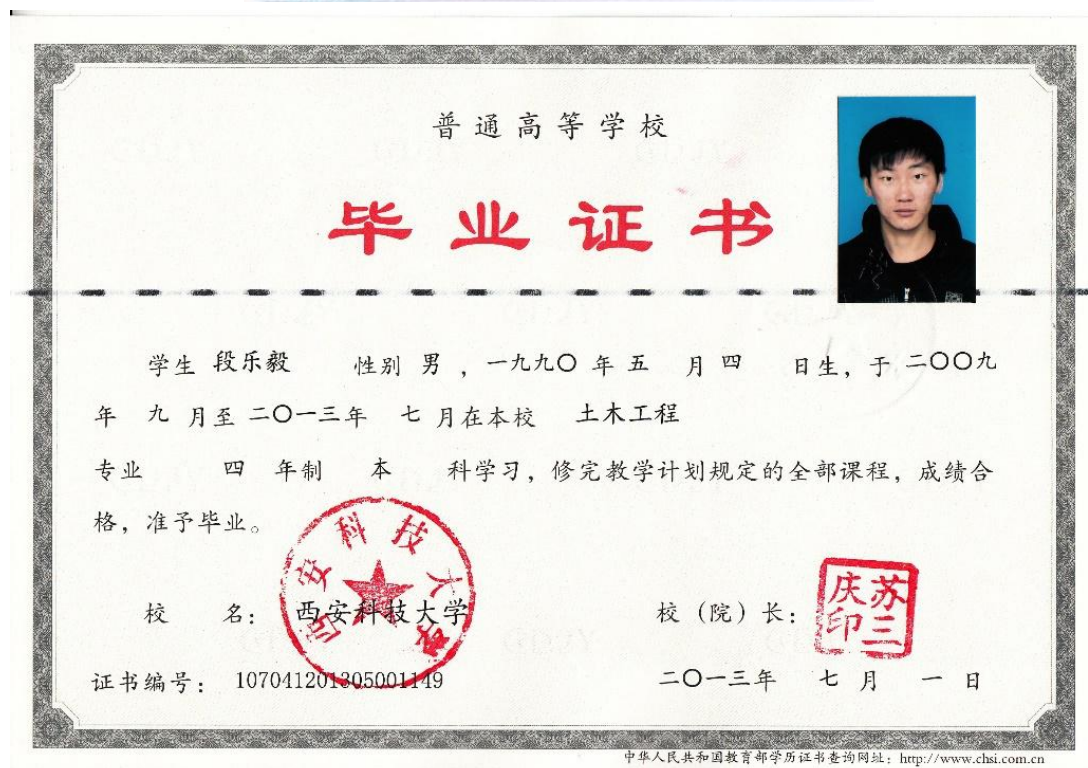 普通高等学校
毕业证书
学生 段乐毅 性别 男 ，一九九〇 年 五 月 四 日生，于 二〇〇九
年 九 月至 二〇一三年 七 月在本校 土木工程
专业 四 年制 本 科学习，修完教学计划规定的全部课程，成绩合
格，准予毕业。
西安科技大学
校 名： 西安科技大学
校（院）长：
苏三庆印
证书编号： 107041201305001149
二〇一三年 七 月 一 日
中华人民共和国教育部学历证书查询网址：http://www.chsi.com.cn